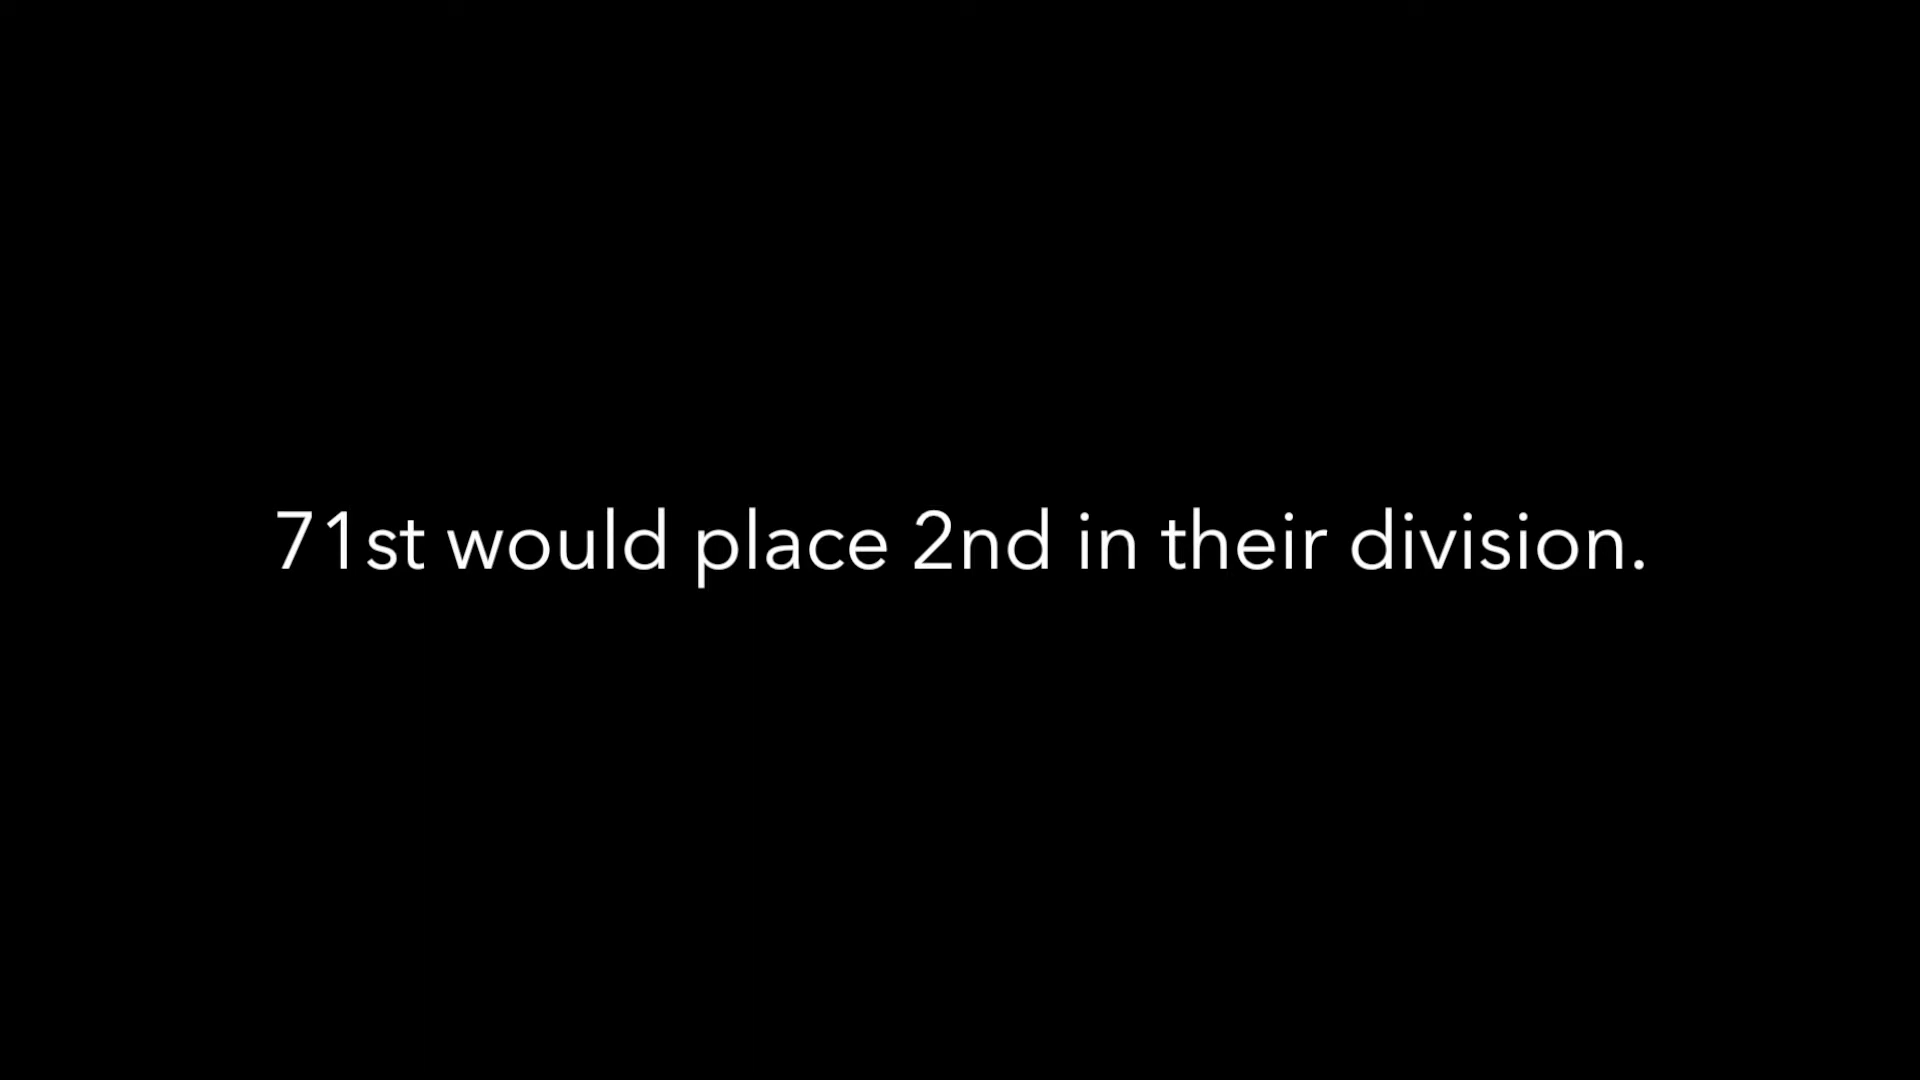 71st would place 2nd in their division.